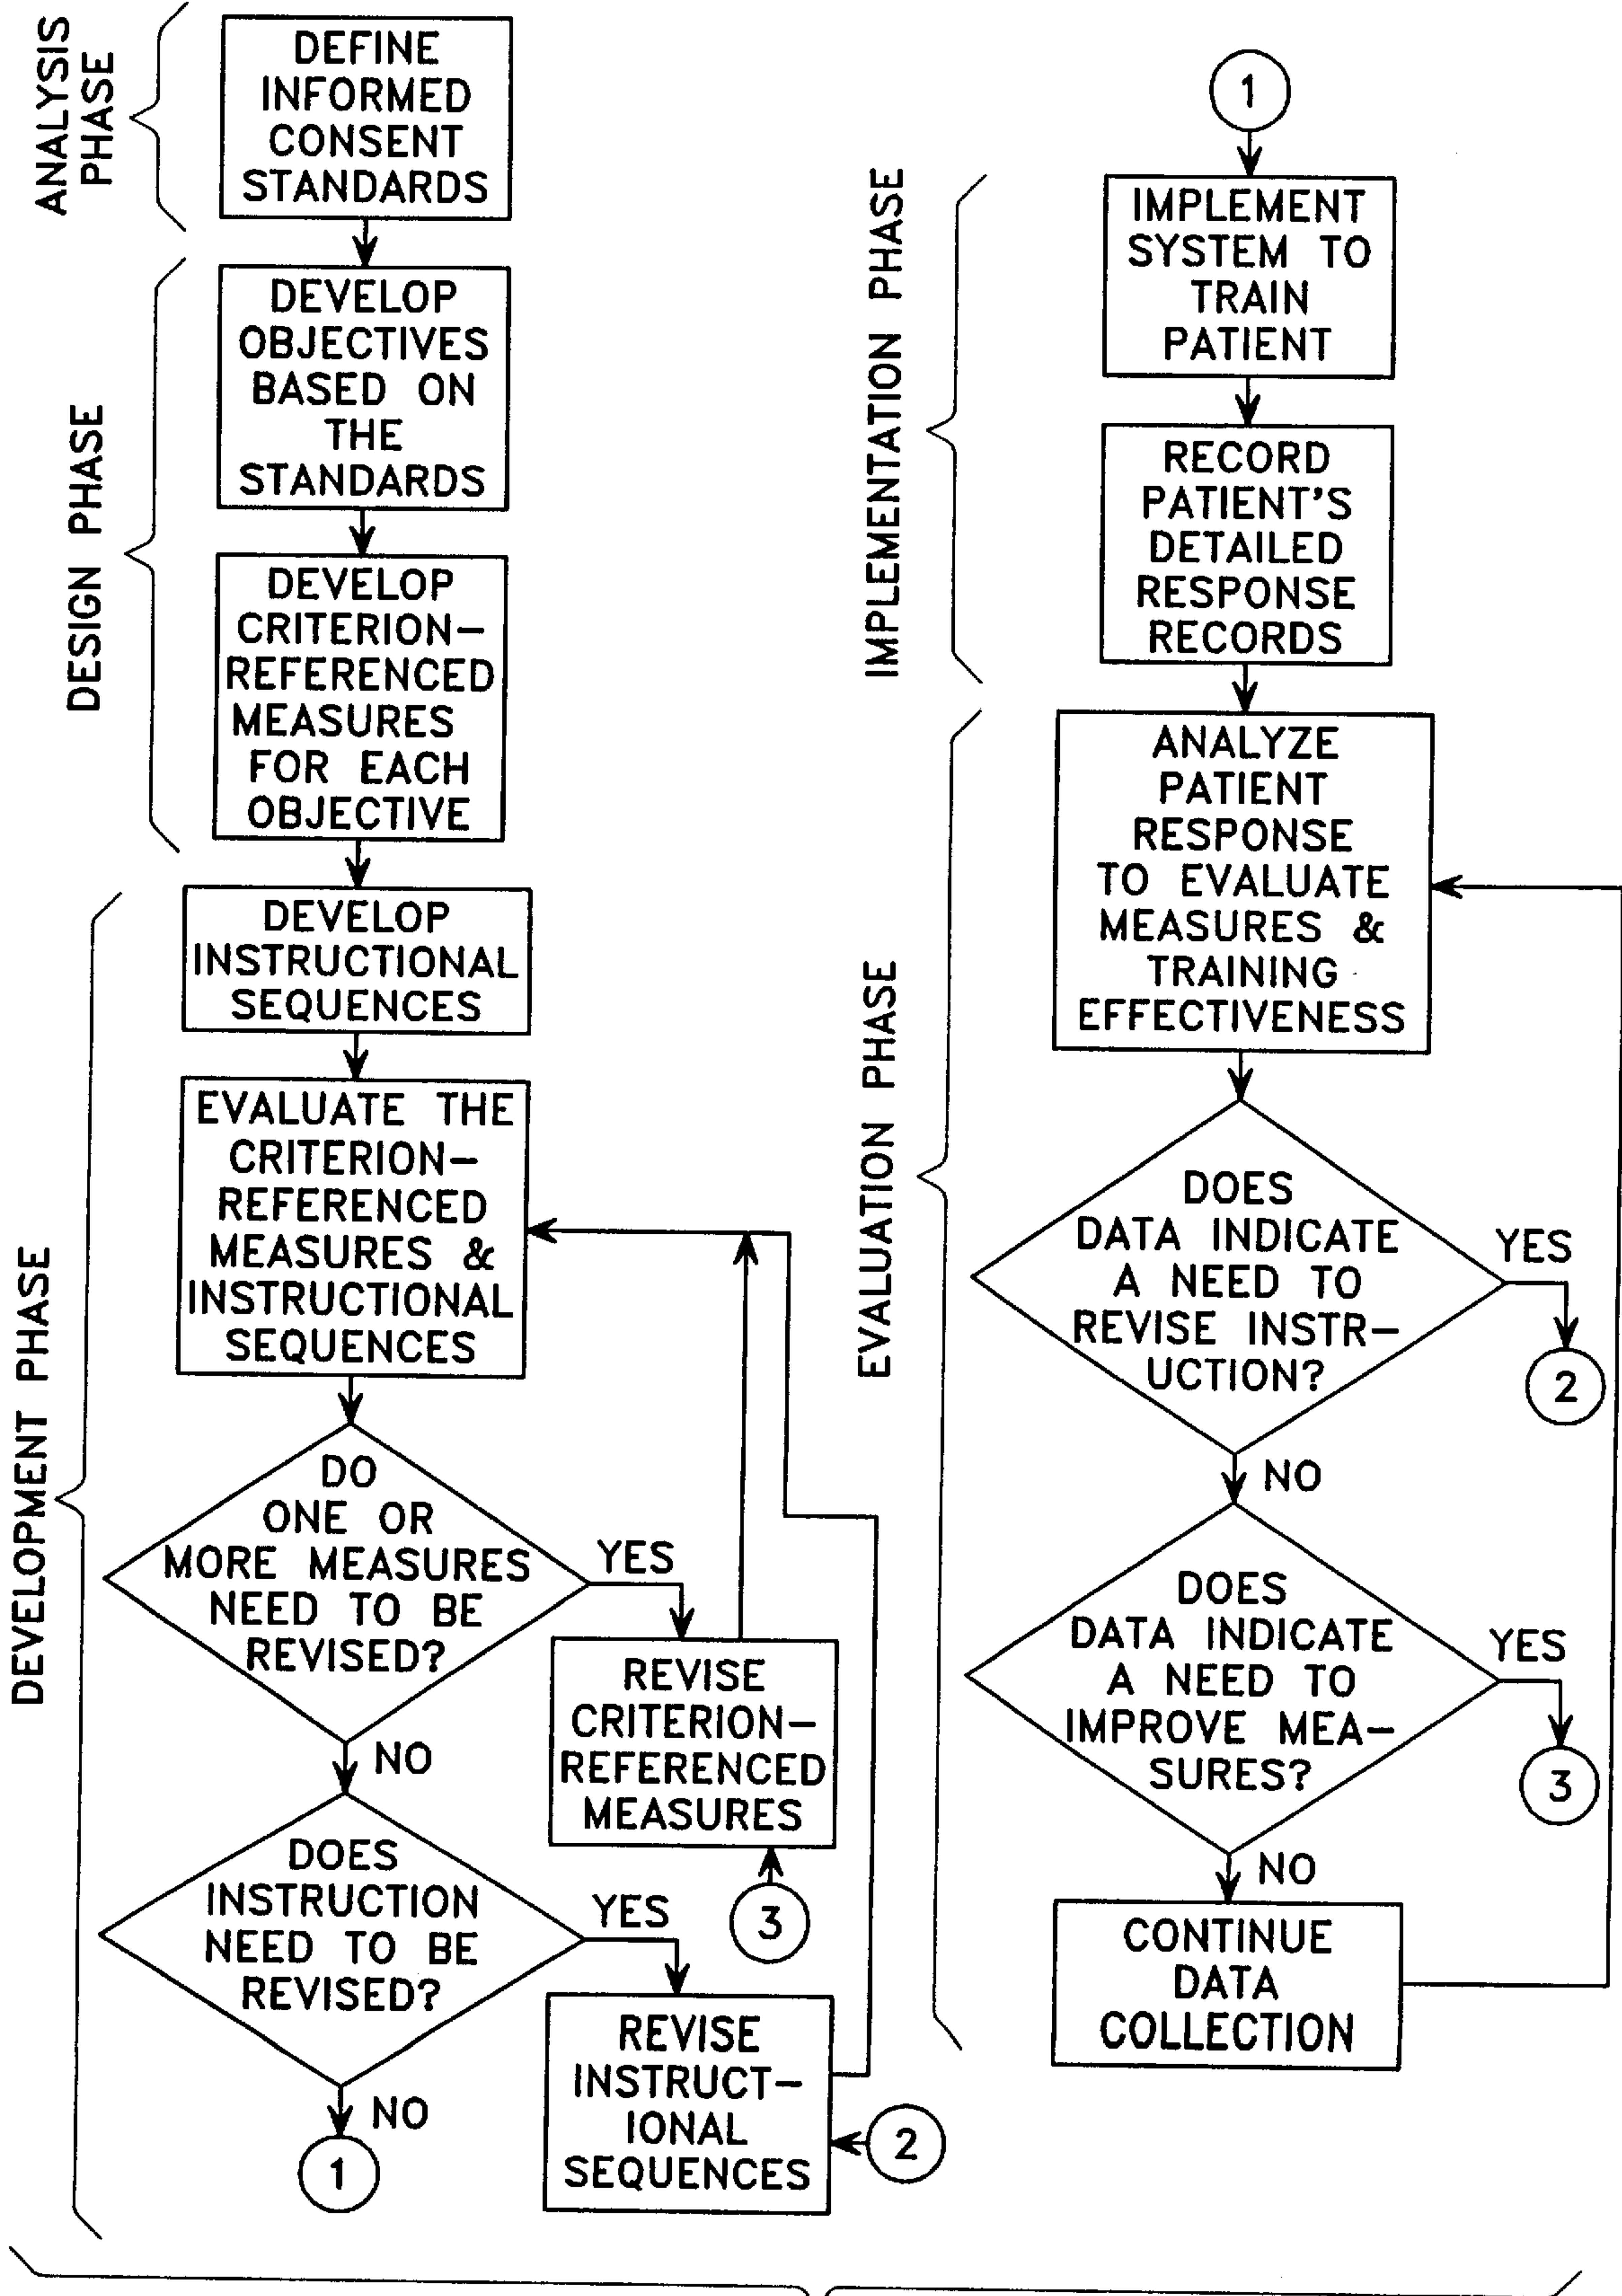 ANALYSIS
PHASE
DEFINE
INFORMED
CONSENT
STANDARDS
DESIGN PHASE
DEVELOP
OBJECTIVES
BASED ON
THE
STANDARDS
DEVELOP
CRITERION-
REFERENCED
MEASURES
FOR EACH
OBJECTIVE
DEVELOPMENT PHASE
DEVELOP
INSTRUCTIONAL
SEQUENCES
EVALUATE THE
CRITERION-
REFERENCED
MEASURES &
INSTRUCTIONAL
SEQUENCES
DO
ONE OR
MORE MEASURES
NEED TO BE
REVISED?
YES
REVISE
CRITERION-
REFERENCED
MEASURES
3
NO
DOES
INSTRUCTION
NEED TO BE
REVISED?
YES
REVISE
INSTRUCT-
IONAL
SEQUENCES
2
NO
1
1
IMPLEMENTATION PHASE
IMPLEMENT
SYSTEM TO
TRAIN
PATIENT
RECORD
PATIENT'S
DETAILED
RESPONSE
RECORDS
EVALUATION PHASE
ANALYZE
PATIENT
RESPONSE
TO EVALUATE
MEASURES &
TRAINING
EFFECTIVENESS
DOES
DATA INDICATE
A NEED TO
REVISE INSTR-
UCTION?
YES
2
NO
DOES
DATA INDICATE
A NEED TO
IMPROVE MEA-
SURES?
YES
3
NO
CONTINUE
DATA
COLLECTION